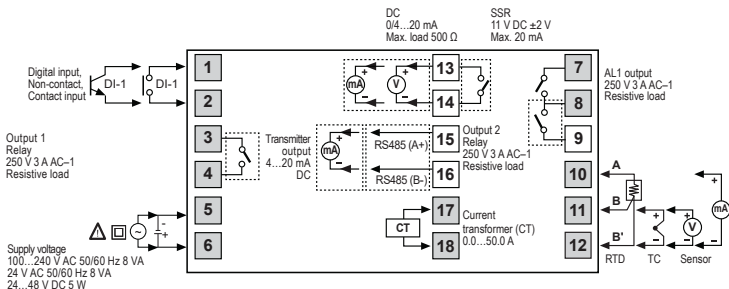 DC
0/4...20 mA
Max. load 500 Ω
SSR
11 V DC ±2 V
Max. 20 mA
Digital input,
Non-contact,
Contact input
DI-1
DI-1
1
2
3
4
5
6
Output 1
Relay
250 V 3 A AC–1
Resistive load
Supply voltage
100...240 V AC 50/60 Hz 8 VA
24 V AC 50/60 Hz 8 VA
24...48 V DC 5 W
~
-
+
+
mA
-
+
V
-
13
14
Transmitter
output
4...20 mA
DC
+
mA
-
RS485 (A+)
RS485 (B-)
15
16
Output 2
Relay
250 V 3 A AC–1
Resistive load
CT
17
18
Current
transformer (CT)
0.0...50.0 A
7
8
9
10
11
12
AL1 output
250 V 3 A AC–1
Resistive load
A
B
B'
RTD
+
-
TC
+
V
-
Sensor
+
mA
-